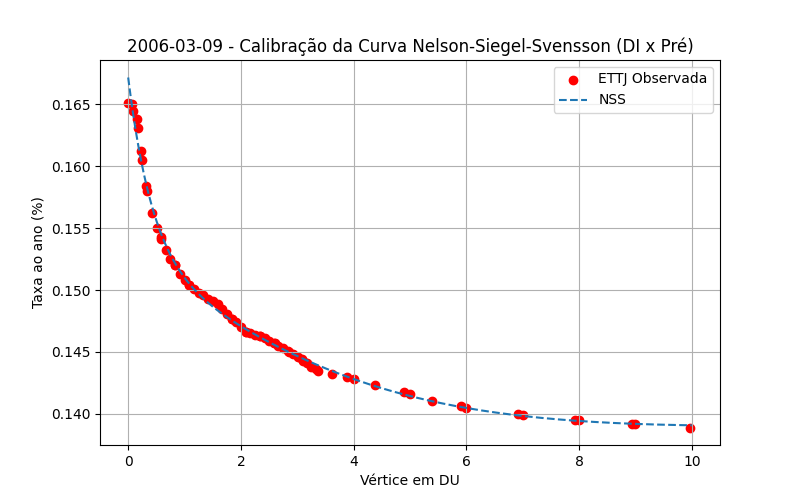 2006-03-09 - Calibração da Curva Nelson-Siegel-Svensson (DI x Pré)
ETTJ Observada
NSS
Taxa ao ano (%)
0.165
0.160
0.155
0.150
0.145
0.140
0 2 4 6 8 10
Vértice em DU